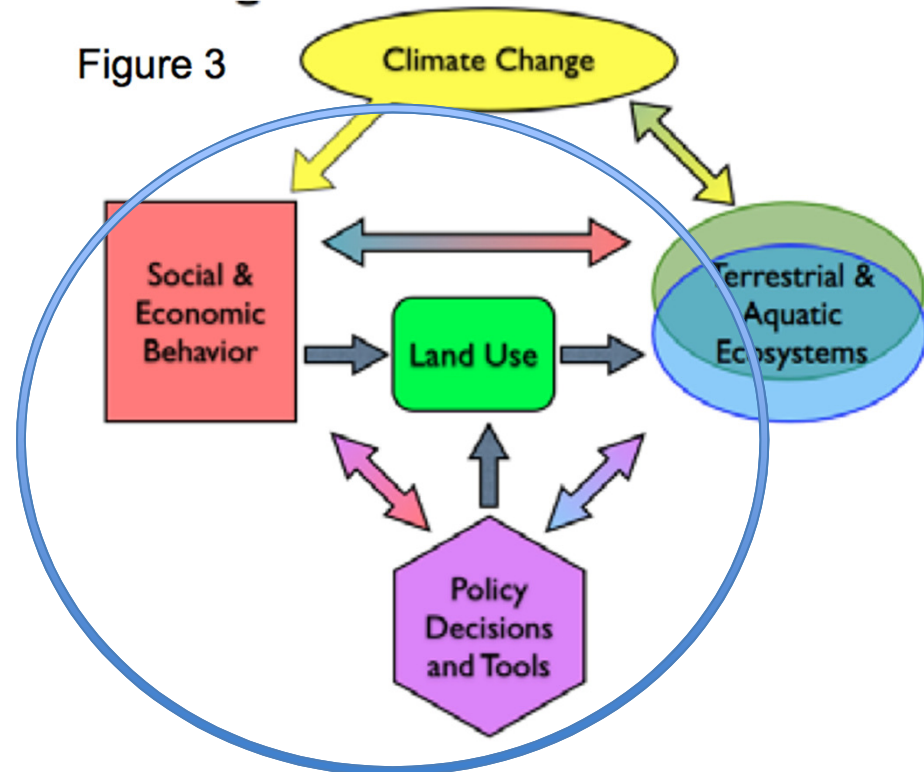 Figure 3
Climate Change
Social &
Economic
Behavior
Land Use
Terrestrial &
Aquatic
Ecosystems
Policy
Decisions
and Tools